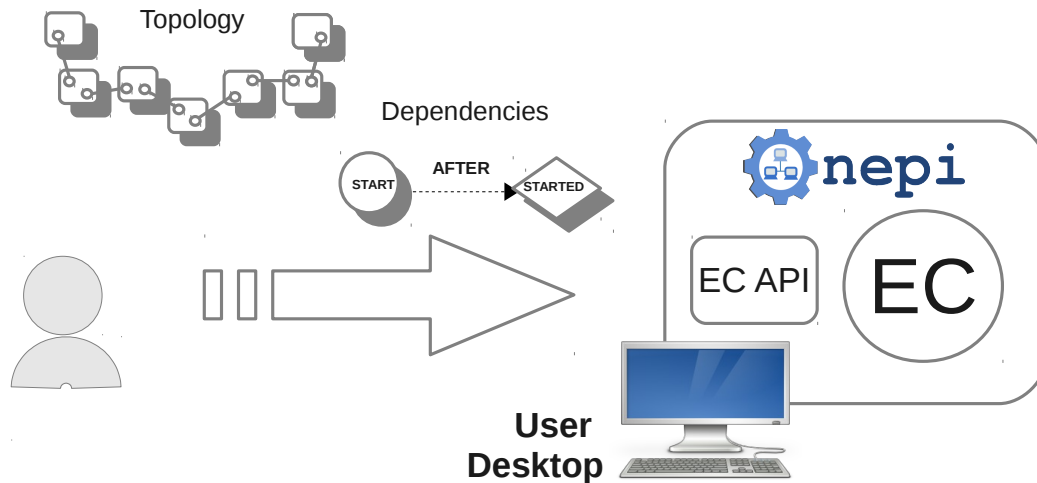 Topology
Dependencies
START
AFTER
STARTED
nepi
EC API
EC
User
Desktop